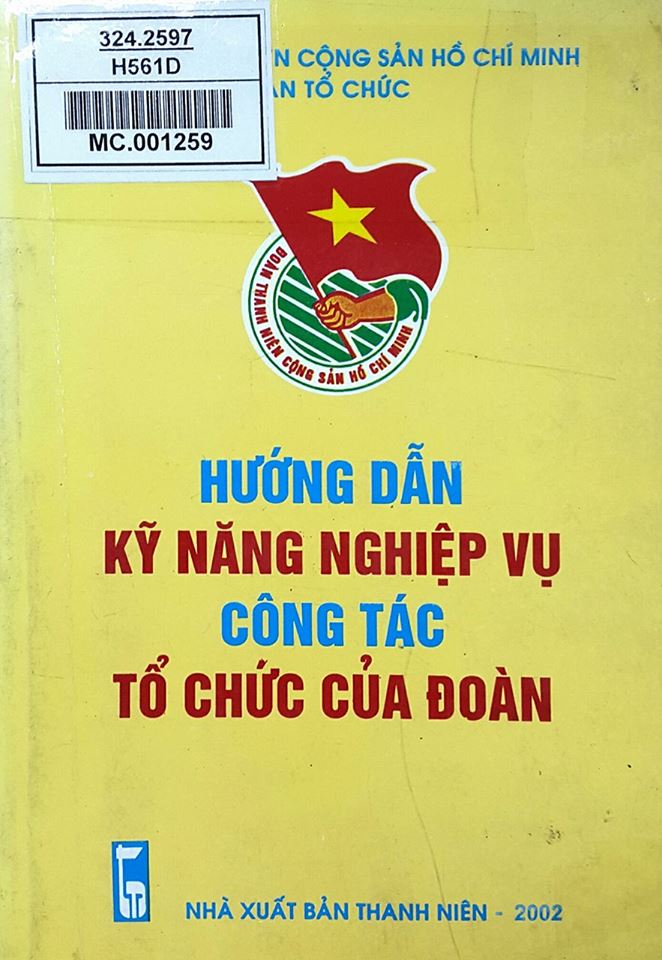 324.2597
H561D
MC.001259
CỘNG SẢN HỒ CHÍ MINH
TỔ CHỨC
ĐOÀN THANH NIÊN CỘNG SẢN HỒ CHÍ MINH
HƯỚNG DẪN
KỸ NĂNG NGHIỆP VỤ
CÔNG TÁC
TỔ CHỨC CỦA ĐOÀN
NHÀ XUẤT BẢN THANH NIÊN - 2002